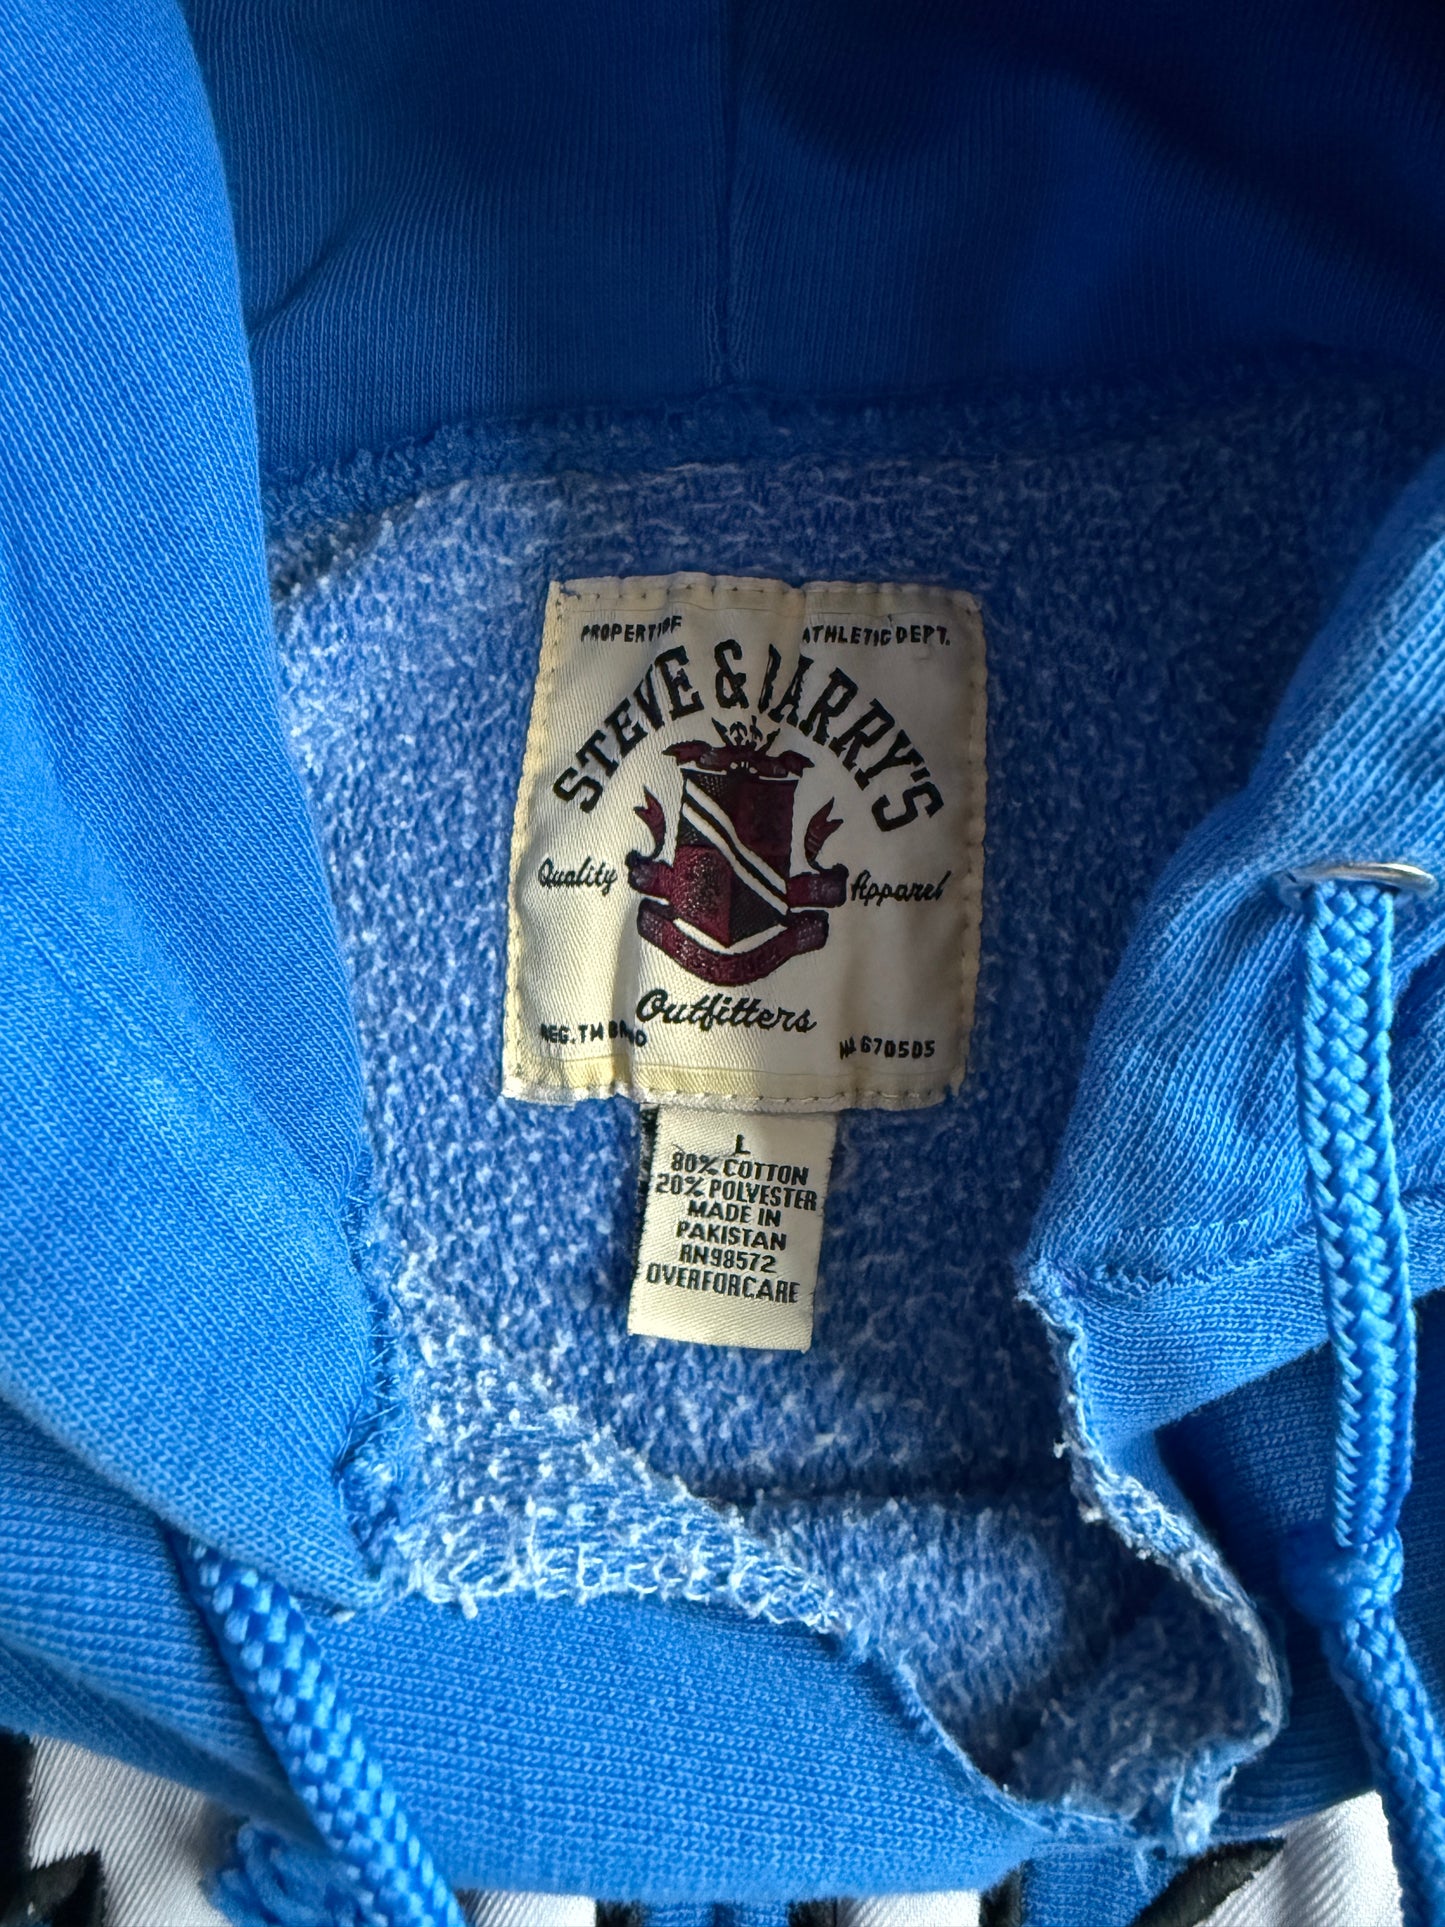 PROPERTY OF ATHLETIC DEPT.
STEVE & BARRY'S
Quality Apparel
Outfitters
REG. TM BRAND 670505
L
80% COTTON
20% POLYESTER
MADE IN
PAKISTAN
RN98572
OVERFORCARE